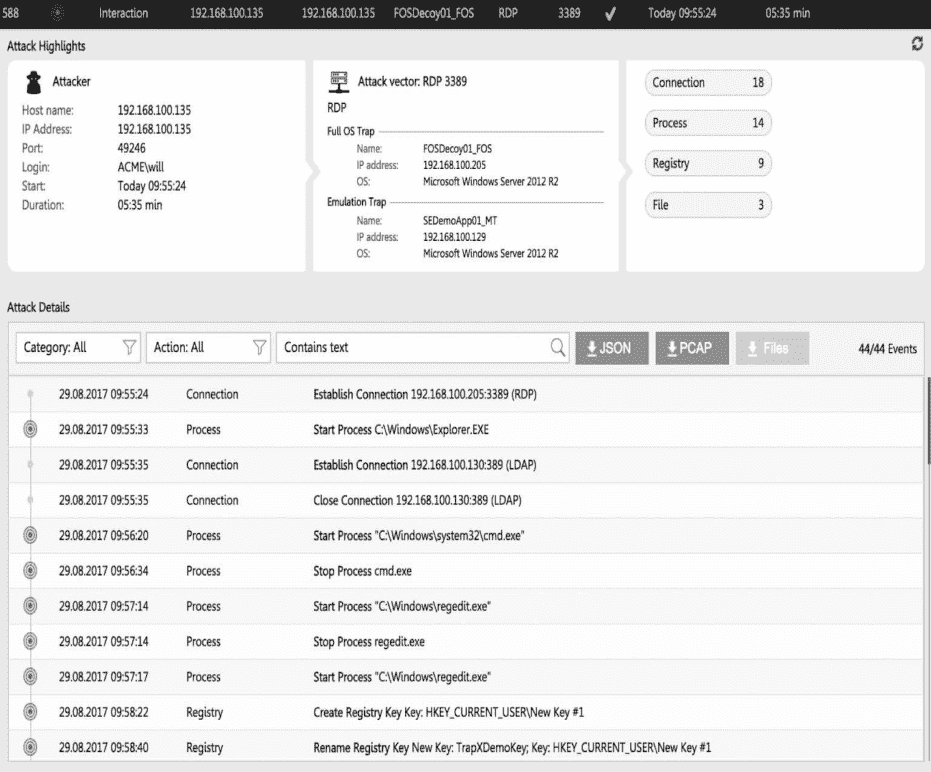 588 Interaction 192.168.100.135 192.168.100.135 FOSDecoy01_FOS RDP 3389 Today 09:55:24 05:35 min
Attack Highlights
Attacker
Host name: 192.168.100.135
IP Address: 192.168.100.135
Port: 49246
Login: ACME\will
Start: Today 09:55:24
Duration: 05:35 min
Attack vector: RDP 3389
RDP
Full OS Trap
Name: FOSDecoy01_FOS
IP address: 192.168.100.205
OS: Microsoft Windows Server 2012 R2
Emulation Trap
Name: SEDemoApp01_MT
IP address: 192.168.100.129
OS: Microsoft Windows Server 2012 R2
Connection 18
Process 14
Registry 9
File 3
Attack Details
Category: All Action: All Contains text JSON PCAP Files 44/44 Events
29.08.2017 09:55:24 Connection Establish Connection 192.168.100.205:3389 (RDP)
29.08.2017 09:55:33 Process Start Process C:\Windows\Explorer.EXE
29.08.2017 09:55:35 Connection Establish Connection 192.168.100.130:389 (LDAP)
29.08.2017 09:55:35 Connection Close Connection 192.168.100.130:389 (LDAP)
29.08.2017 09:56:20 Process Start Process "C:\Windows\system32\cmd.exe"
29.08.2017 09:56:34 Process Stop Process cmd.exe
29.08.2017 09:57:14 Process Start Process "C:\Windows\regedit.exe"
29.08.2017 09:57:14 Process Stop Process regedit.exe
29.08.2017 09:57:17 Process Start Process "C:\Windows\regedit.exe"
29.08.2017 09:58:22 Registry Create Registry Key Key: HKEY_CURRENT_USER\New Key #1
29.08.2017 09:58:40 Registry Rename Registry Key New Key: TrapXDemoKey; Key: HKEY_CURRENT_USER\New Key #1